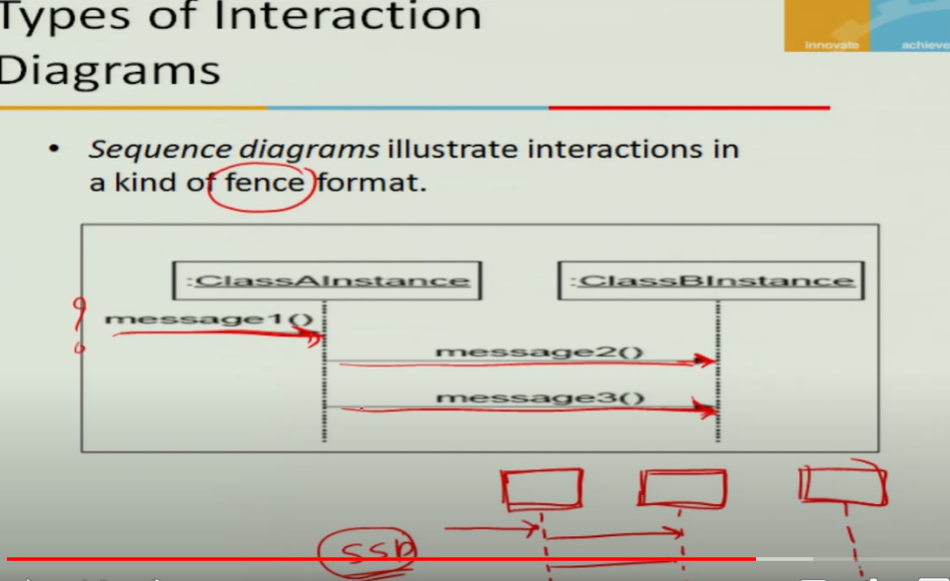 Types of Interaction
Diagrams
innovate achieve
• Sequence diagrams illustrate interactions in
a kind of fence format.
:ClassAInstance :ClassBInstance
message1()
message2()
message3()
SSD